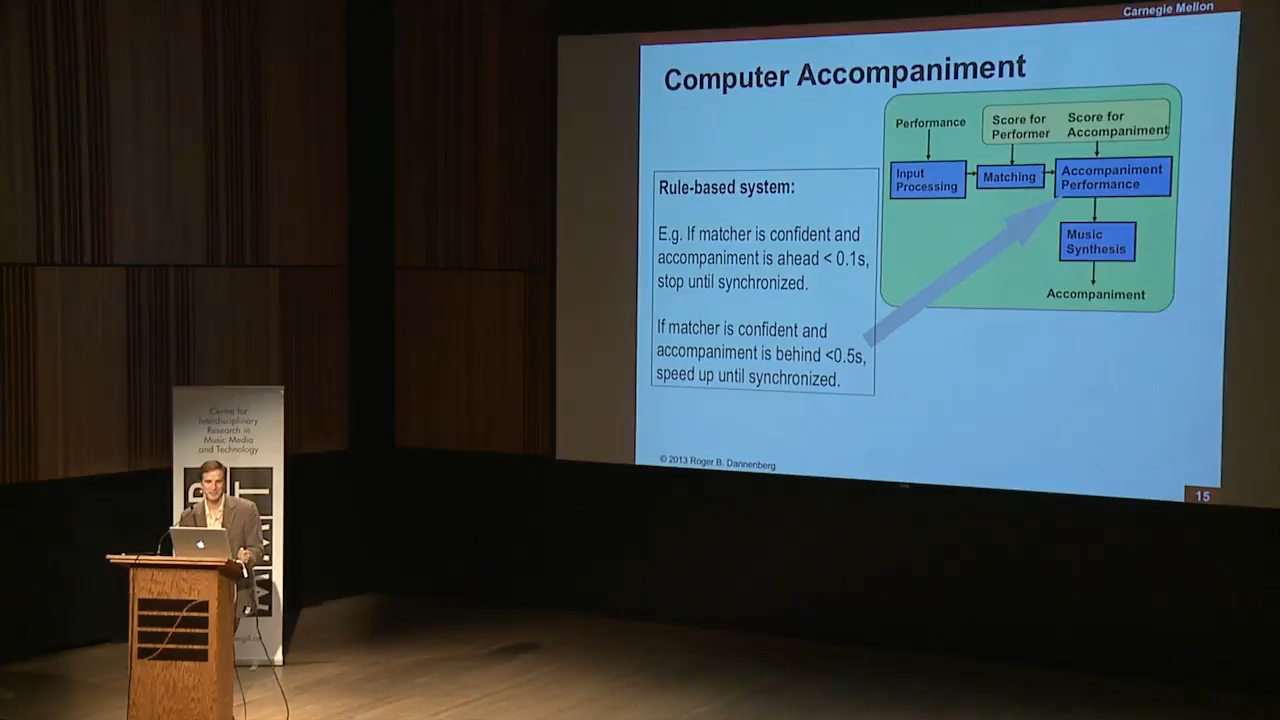 Carnegie Mellon
Computer Accompaniment
Performance
Score for
Performer
Score for
Accompaniment
Input
Processing
Matching
Accompaniment
Performance
Music
Synthesis
Accompaniment
Rule-based system:
E.g. If matcher is confident and
accompaniment is ahead < 0.1s,
stop until synchronized.
If matcher is confident and
accompaniment is behind <0.5s,
speed up until synchronized.
© 2013 Roger B. Dannenberg
15
Centre for
Interdisciplinary
Research in
Music Media
and Technology